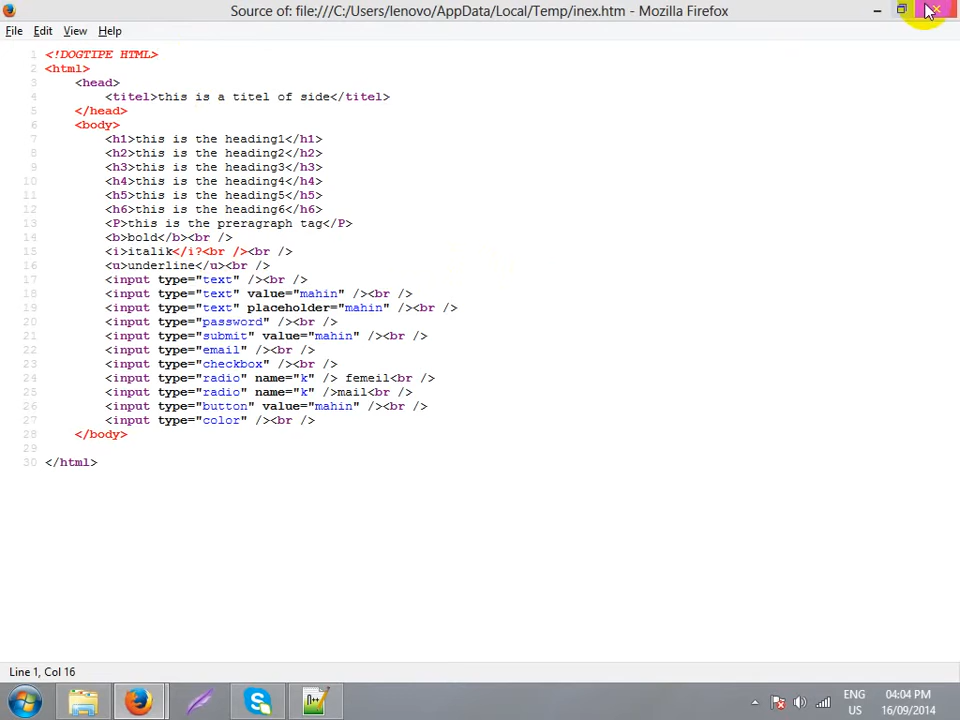 Source of: file:///C:/Users/lenovo/AppData/Local/Temp/inex.htm - Mozilla Firefox
File Edit View Help
1 <!DOGTIPE HTML>
2 <html>
3 <head>
4 <titel>this is a titel of side</titel>
5 </head>
6 <body>
7 <h1>this is the heading1</h1>
8 <h2>this is the heading2</h2>
9 <h3>this is the heading3</h3>
10 <h4>this is the heading4</h4>
11 <h5>this is the heading5</h5>
12 <h6>this is the heading6</h6>
13 <P>this is the preragraph tag</P>
14 <b>bold</b><br />
15 <i>italik</i?<br /><br />
16 <u>underline</u><br />
17 <input type="text" /><br />
18 <input type="text" value="mahin" /><br />
19 <input type="text" placeholder="mahin" /><br />
20 <input type="password" /><br />
21 <input type="submit" value="mahin" /><br />
22 <input type="email" /><br />
23 <input type="checkbox" /><br />
24 <input type="radio" name="k" /> femeil<br />
25 <input type="radio" name="k" />mail<br />
26 <input type="button" value="mahin" /><br />
27 <input type="color" /><br />
28 </body>
29
30 </html>
Line 1, Col 16
ENG 04:04 PM
US 16/09/2014